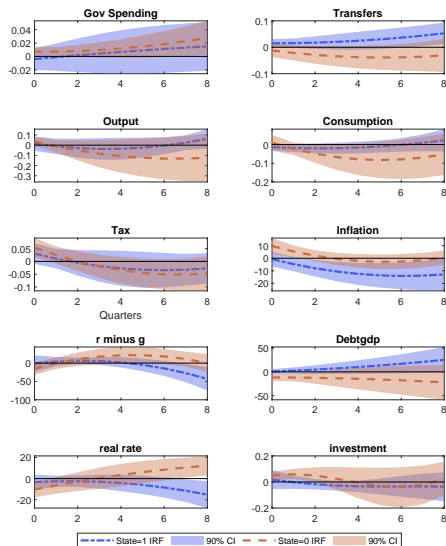 Gov Spending
0.04
0.02
0
-0.02
0 2 4 6 8
Transfers
0.1
0
-0.1
0 2 4 6 8
Output
0.1
0
-0.1
-0.2
-0.3
0 2 4 6 8
Consumption
0.1
0
-0.1
-0.2
0 2 4 6 8
Tax
0.05
0
-0.05
-0.1
0 2 4 6 8
Quarters
Inflation
10
0
-10
-20
0 2 4 6 8
r minus g
50
0
-50
-100
0 2 4 6 8
Debtgdp
50
0
-50
0 2 4 6 8
real rate
20
0
-20
0 2 4 6 8
investment
0.2
0
-0.2
0 2 4 6 8
State=1 IRF 90% CI State=0 IRF 90% CI